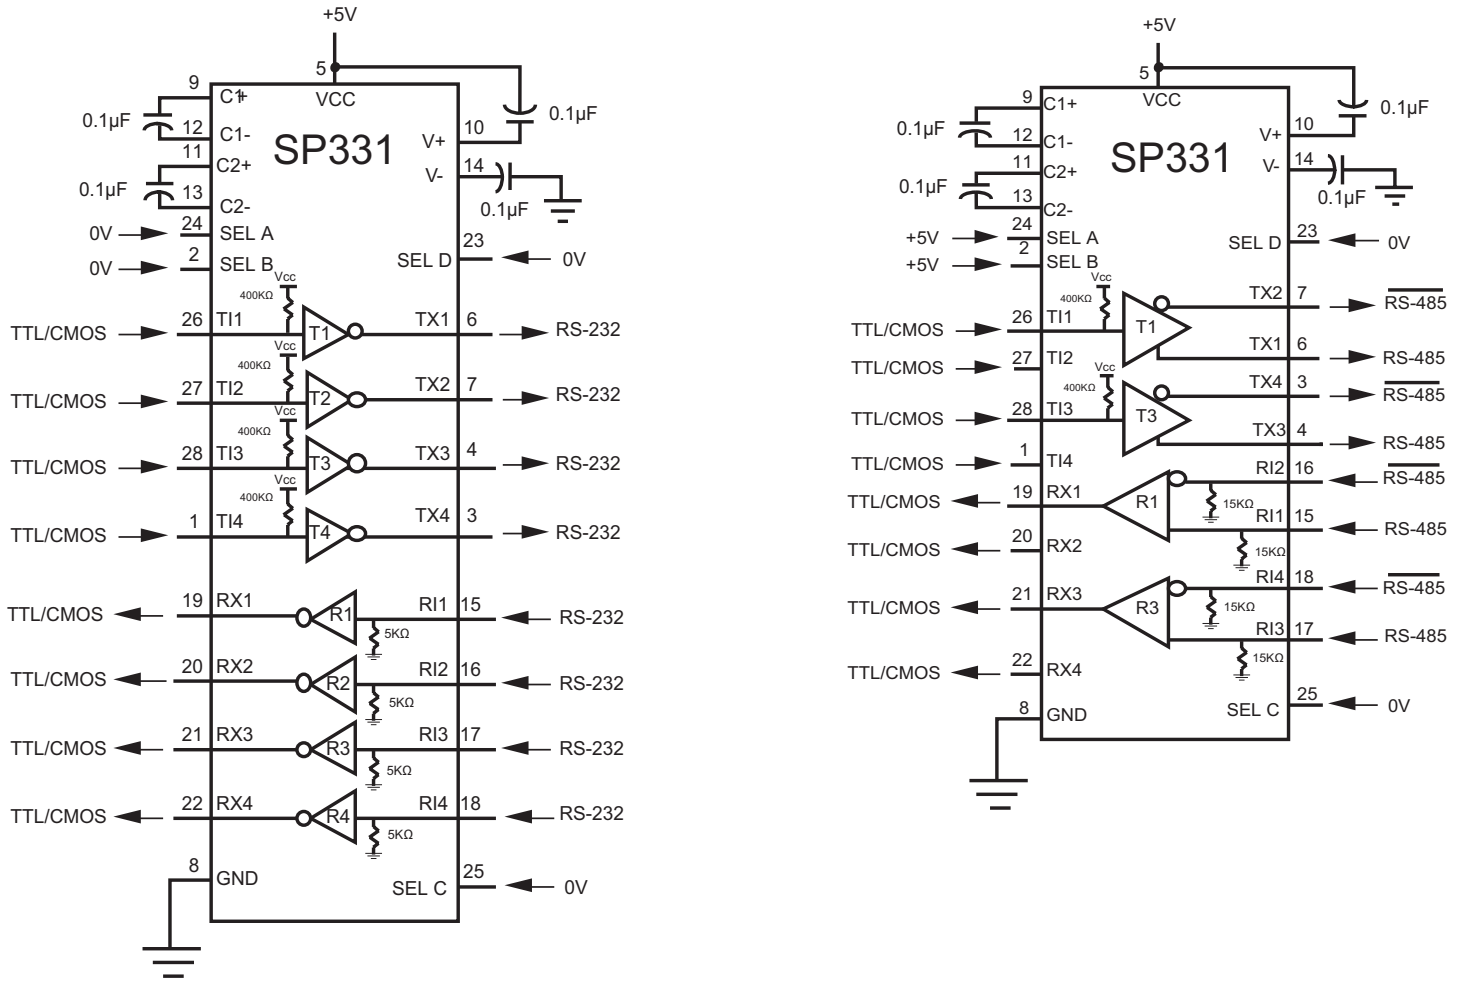 +5V
5
VCC
9 C1+
0.1µF
12 C1-
11 C2+
0.1µF
13 C2-
SP331
V+ 10
0.1µF
V- 14
0.1µF
0V 24 SEL A
0V 2 SEL B
SEL D 23 0V
Vcc
400KΩ
TTL/CMOS 26 TI1 T1 TX1 6 RS-232
Vcc
400KΩ
TTL/CMOS 27 TI2 T2 TX2 7 RS-232
Vcc
400KΩ
TTL/CMOS 28 TI3 T3 TX3 4 RS-232
Vcc
400KΩ
TTL/CMOS 1 TI4 T4 TX4 3 RS-232
TTL/CMOS 19 RX1 R1 RI1 15 RS-232
5KΩ
TTL/CMOS 20 RX2 R2 RI2 16 RS-232
5KΩ
TTL/CMOS 21 RX3 R3 RI3 17 RS-232
5KΩ
TTL/CMOS 22 RX4 R4 RI4 18 RS-232
5KΩ
8 GND
SEL C 25 0V
+5V
5
VCC
9 C1+
0.1µF
12 C1-
11 C2+
0.1µF
13 C2-
SP331
V+ 10
0.1µF
V- 14
0.1µF
+5V 24 SEL A
+5V 2 SEL B
SEL D 23 0V
Vcc
400KΩ
TX2 7 RS-485
TTL/CMOS 26 TI1 T1
TX1 6 RS-485
TTL/CMOS 27 TI2
Vcc
400KΩ
TX4 3 RS-485
TTL/CMOS 28 TI3 T3
TX3 4 RS-485
TTL/CMOS 1 TI4
RI2 16 RS-485
TTL/CMOS 19 RX1 R1
15KΩ
RI1 15 RS-485
15KΩ
TTL/CMOS 20 RX2
RI4 18 RS-485
TTL/CMOS 21 RX3 R3
15KΩ
RI3 17 RS-485
15KΩ
TTL/CMOS 22 RX4
SEL C 25 0V
8 GND